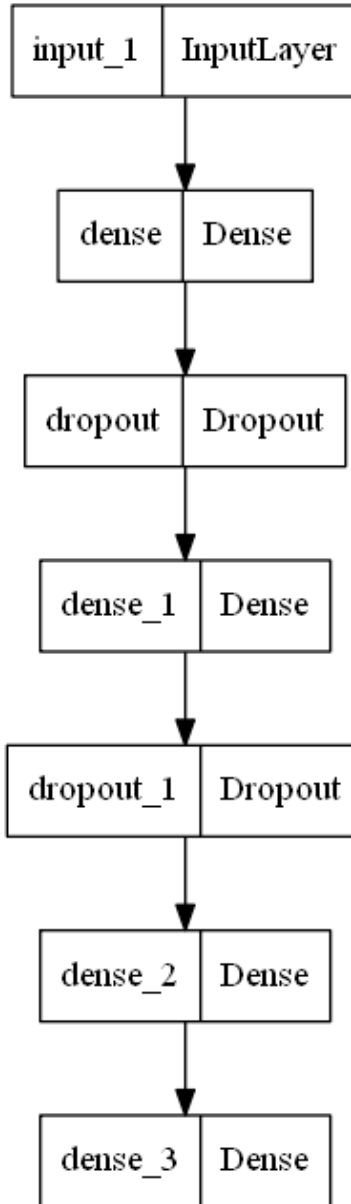 input_1 InputLayer
dense Dense
dropout Dropout
dense_1 Dense
dropout_1 Dropout
dense_2 Dense
dense_3 Dense